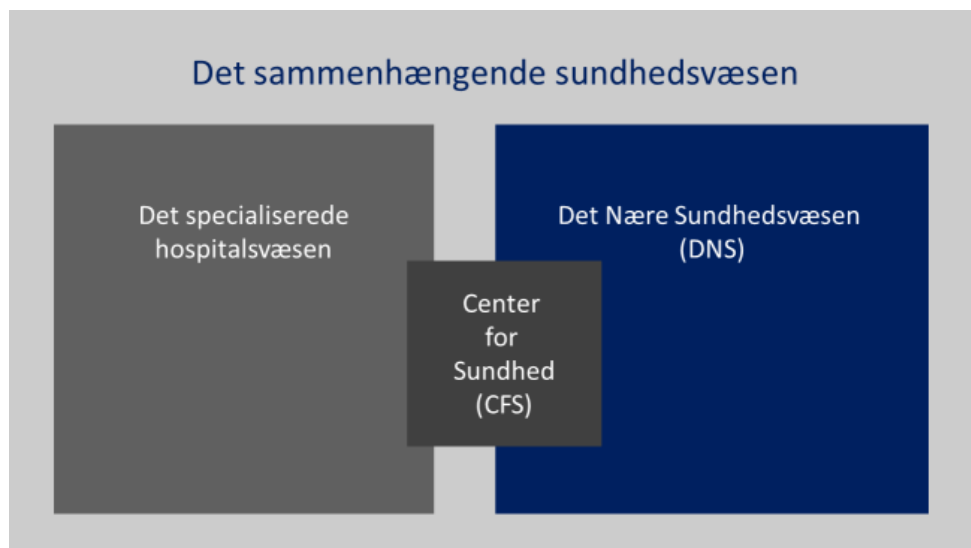 Det sammenhængende sundhedsvæsen
Det specialiserede
hospitalsvæsen
Det Nære Sundhedsvæsen
(DNS)
Center
for
Sundhed
(CFS)